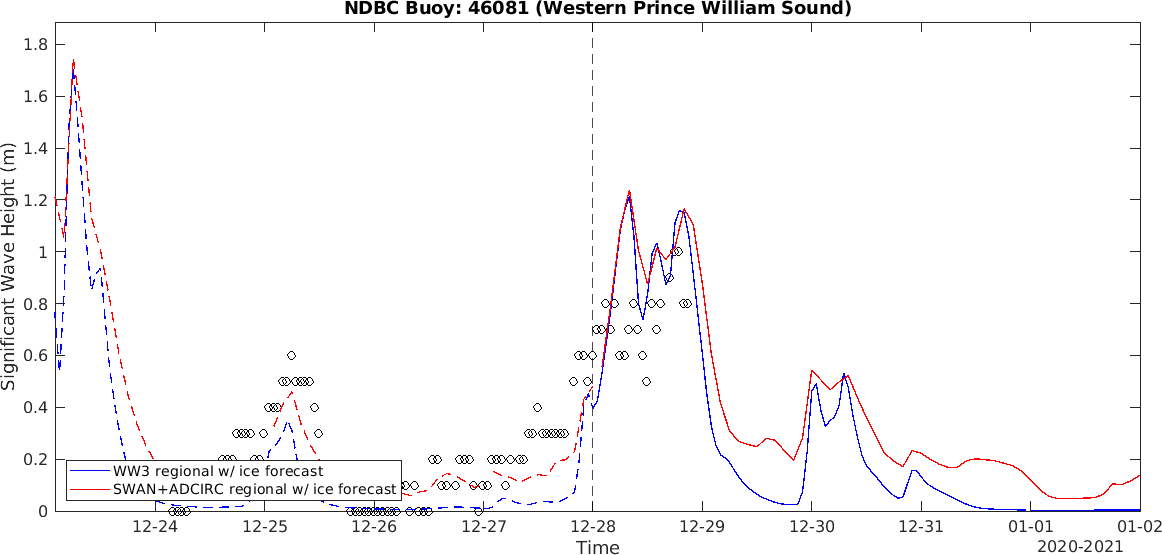 NDBC Buoy: 46081 (Western Prince William Sound)
Significant Wave Height (m)
1.8
1.6
1.4
1.2
1
0.8
0.6
0.4
0.2
0
WW3 regional w/ ice forecast
SWAN+ADCIRC regional w/ ice forecast
12-24 12-25 12-26 12-27 12-28 12-29 12-30 12-31 01-01 01-02
Time
2020-2021